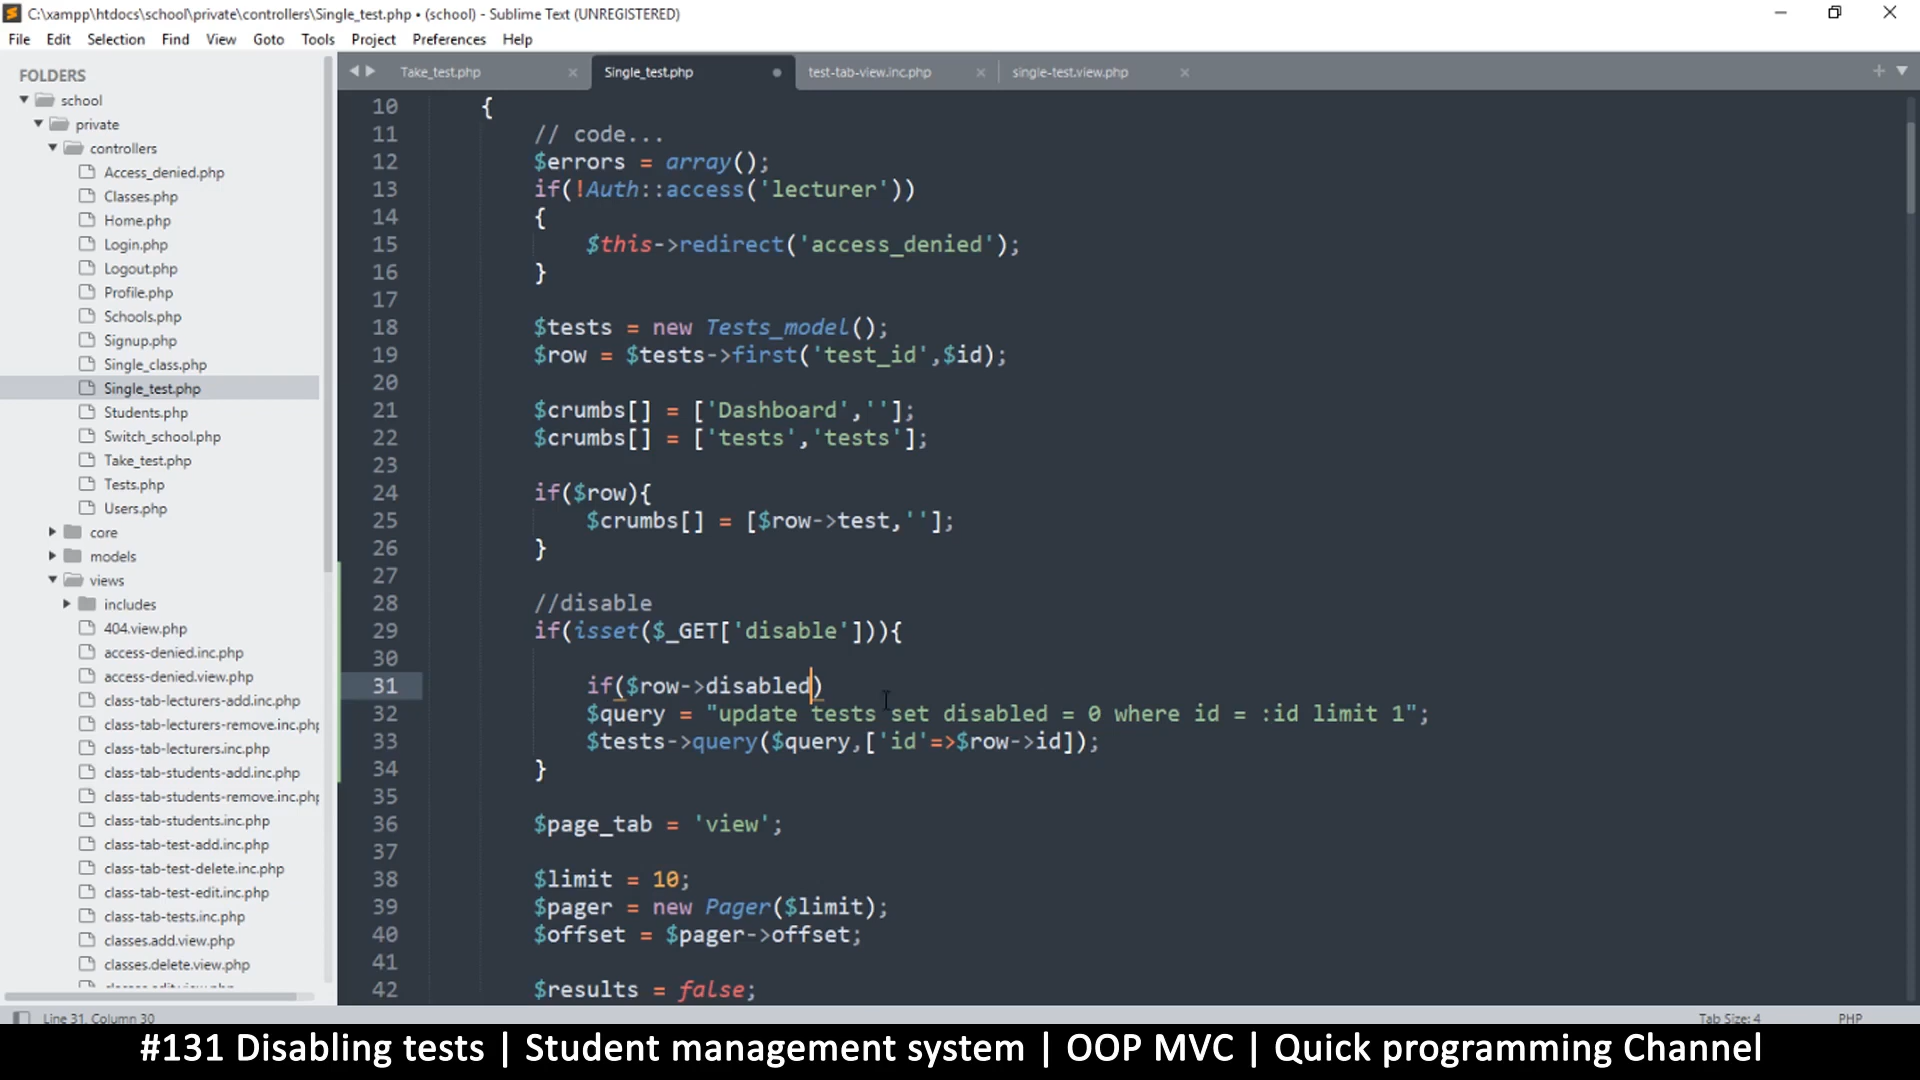 C:\xampp\htdocs\school\private\controllers\Single_test.php • (school) - Sublime Text (UNREGISTERED)
File Edit Selection Find View Goto Tools Project Preferences Help
FOLDERS
school
private
controllers
Access_denied.php
Classes.php
Home.php
Login.php
Logout.php
Profile.php
Schools.php
Signup.php
Single_class.php
Single_test.php
Students.php
Switch_school.php
Take_test.php
Tests.php
Users.php
core
models
views
includes
404.view.php
access-denied.inc.php
access-denied.view.php
class-tab-lecturers-add.inc.php
class-tab-lecturers-remove.inc.php
class-tab-lecturers.inc.php
class-tab-students-add.inc.php
class-tab-students-remove.inc.php
class-tab-students.inc.php
class-tab-test-add.inc.php
class-tab-test-delete.inc.php
class-tab-test-edit.inc.php
class-tab-tests.inc.php
classes.add.view.php
classes.delete.view.php
Take_test.php Single_test.php test-tab-view.inc.php single-test.view.php
10 {
11 // code...
12 $errors = array();
13 if(!Auth::access('lecturer'))
14 {
15 $this->redirect('access_denied');
16 }
17
18 $tests = new Tests_model();
19 $row = $tests->first('test_id',$id);
20
21 $crumbs[] = ['Dashboard',''];
22 $crumbs[] = ['tests','tests'];
23
24 if($row){
25 $crumbs[] = [$row->test,''];
26 }
27
28 //disable
29 if(isset($_GET['disable'])){
30
31 if($row->disabled)
32 $query = "update tests set disabled = 0 where id = :id limit 1";
33 $tests->query($query,['id'=>$row->id]);
34 }
35
36 $page_tab = 'view';
37
38 $limit = 10;
39 $pager = new Pager($limit);
40 $offset = $pager->offset;
41
42 $results = false;
Line 31, Column 30 Tab Size: 4 PHP
#131 Disabling tests | Student management system | OOP MVC | Quick programming Channel